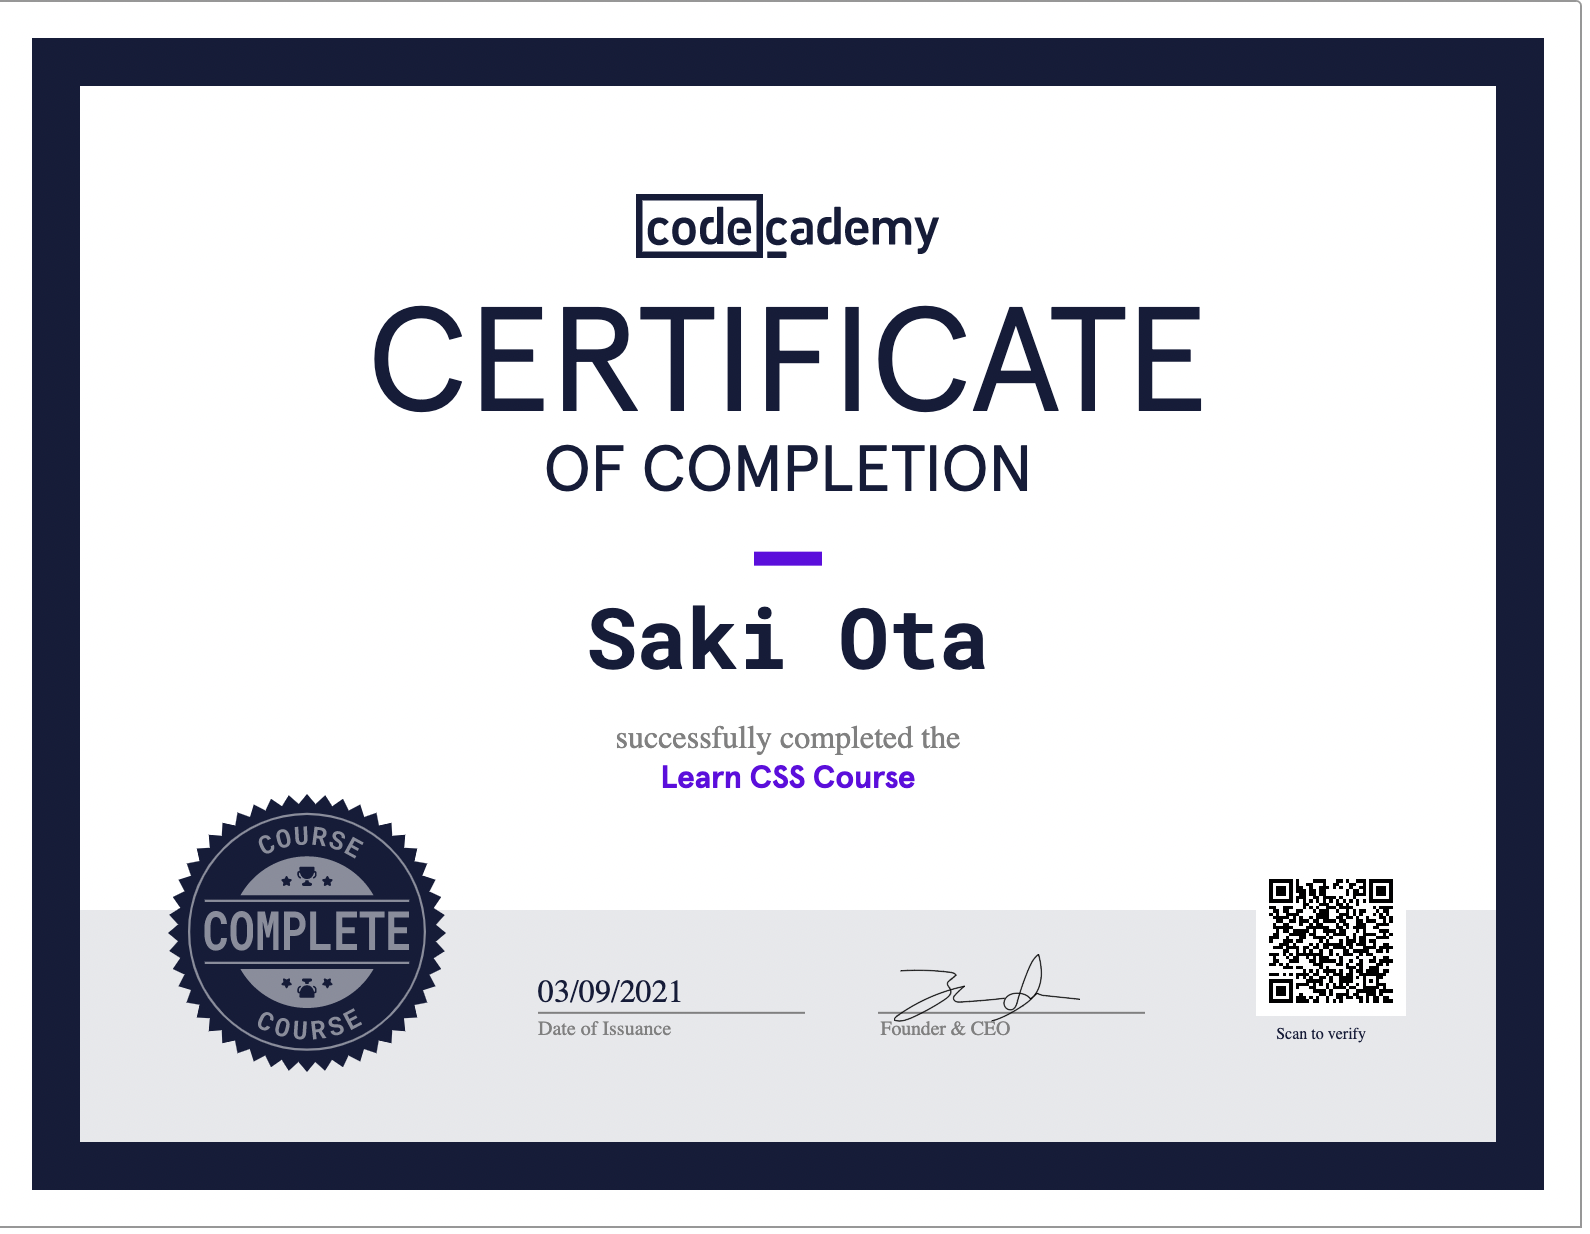 codecademy
CERTIFICATE
OF COMPLETION
Saki Ota
successfully completed the
Learn CSS Course
COURSE
COMPLETE
COURSE
03/09/2021
Date of Issuance
Founder & CEO
Scan to verify